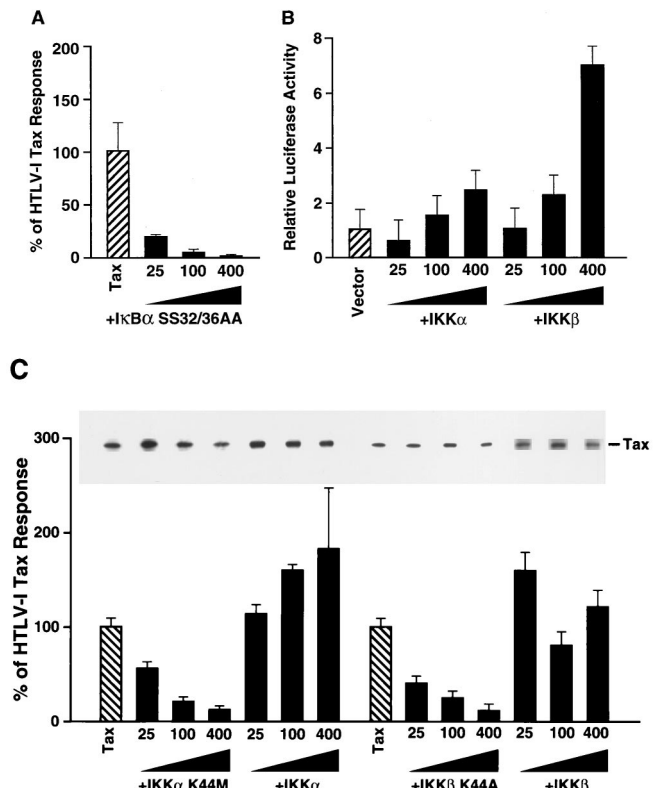 A
200
150
100
50
0
% of HTLV-I Tax Response
Tax
25 100 400
+IκBα SS32/36AA
B
8
6
4
2
0
Relative Luciferase Activity
Vector
25 100 400 25 100 400
+IKKα +IKKβ
C
300
200
100
0
% of HTLV-I Tax Response
Tax
Tax 25 100 400 25 100 400 Tax 25 100 400 25 100 400
+IKKα K44M +IKKα +IKKβ K44A +IKKβ